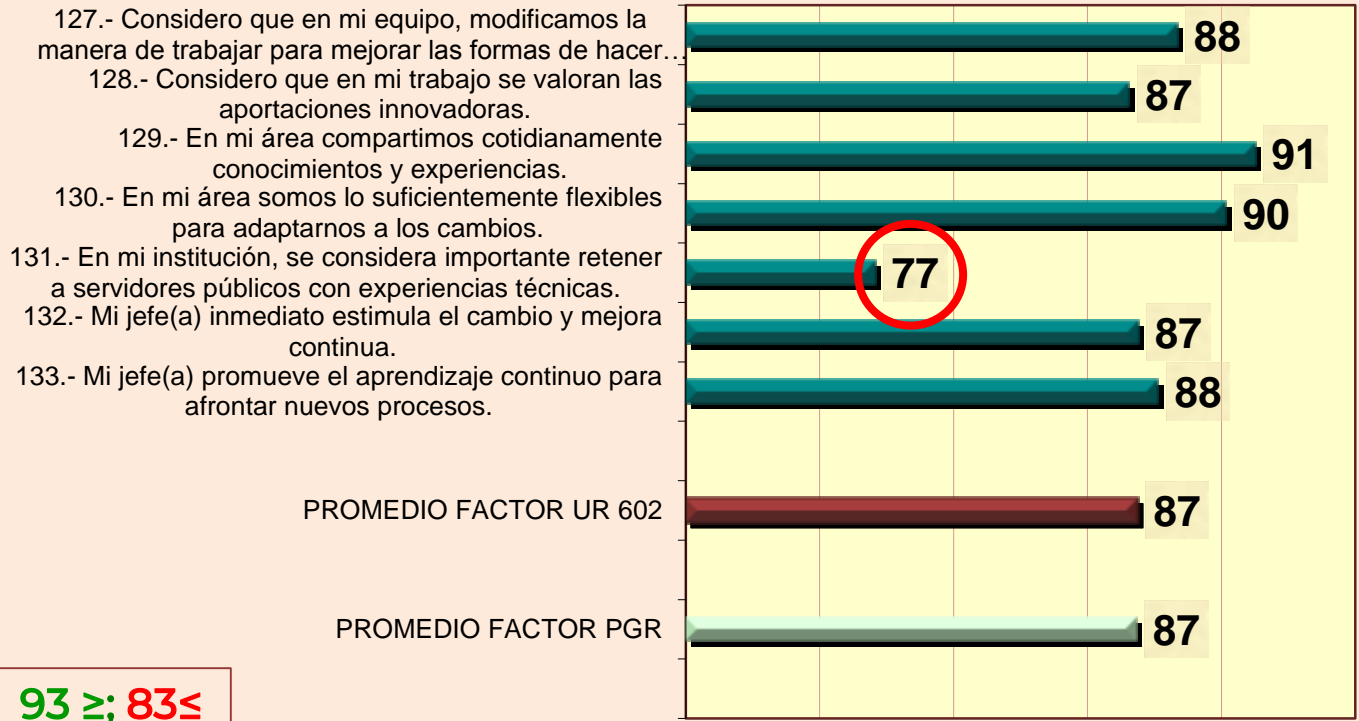 127.- Considero que en mi equipo, modificamos la
manera de trabajar para mejorar las formas de hacer…
88
128.- Considero que en mi trabajo se valoran las
aportaciones innovadoras.
87
129.- En mi área compartimos cotidianamente
conocimientos y experiencias.
91
130.- En mi área somos lo suficientemente flexibles
para adaptarnos a los cambios.
90
131.- En mi institución, se considera importante retener
a servidores públicos con experiencias técnicas.
77
132.- Mi jefe(a) inmediato estimula el cambio y mejora
continua.
87
133.- Mi jefe(a) promueve el aprendizaje continuo para
afrontar nuevos procesos.
88
PROMEDIO FACTOR UR 602
87
PROMEDIO FACTOR PGR
87
93 ≥; 83≤